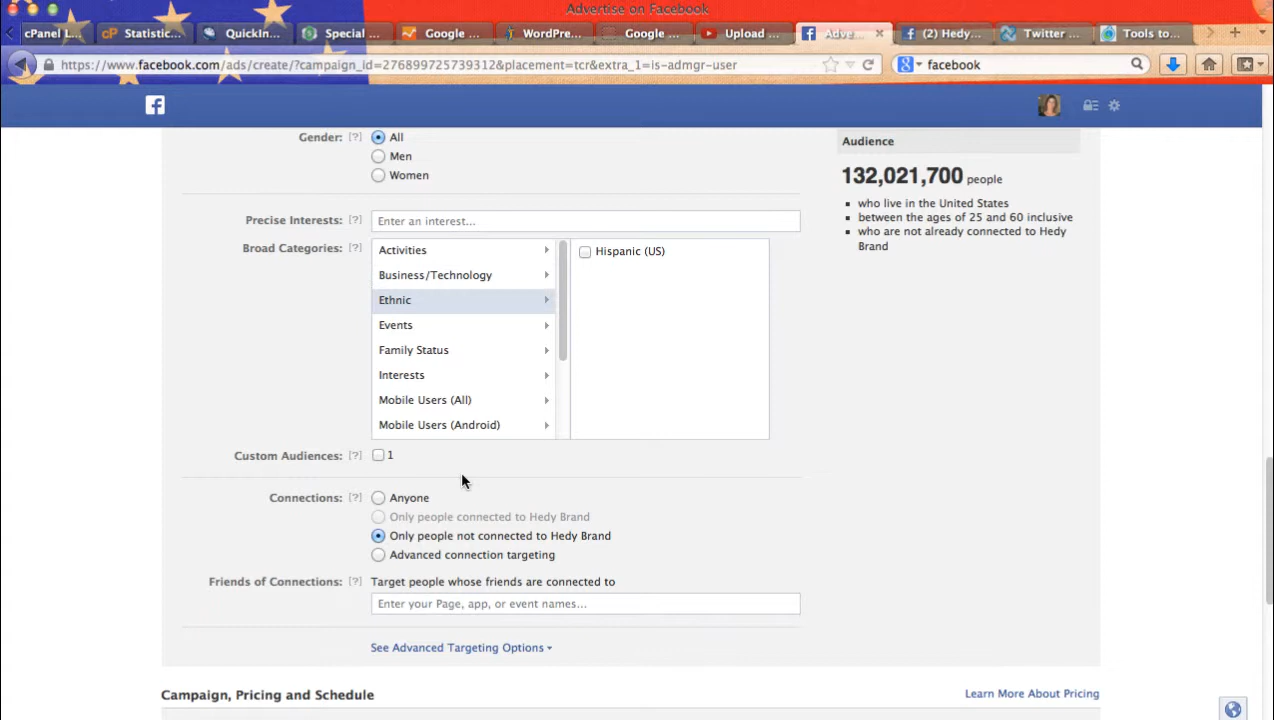 Advertise on Facebook
cPanel L...
cP Statistic...
QuickIn...
Special ...
Google ...
WordPre...
Google ...
Upload ...
Adve...
(2) Hedy...
Twitter ...
Tools to...
https://www.facebook.com/ads/create/?campaign_id=276899725739312&placement=tcr&extra_1=is-admgr-user
facebook
Gender: [?] All
Men
Women
Audience
132,021,700 people
who live in the United States
between the ages of 25 and 60 inclusive
who are not already connected to Hedy
Brand
Precise Interests: [?] Enter an interest...
Broad Categories: [?] Activities
Hispanic (US)
Business/Technology
Ethnic
Events
Family Status
Interests
Mobile Users (All)
Mobile Users (Android)
Custom Audiences: [?] 1
Connections: [?] Anyone
Only people connected to Hedy Brand
Only people not connected to Hedy Brand
Advanced connection targeting
Friends of Connections: [?] Target people whose friends are connected to
Enter your Page, app, or event names...
See Advanced Targeting Options
Campaign, Pricing and Schedule
Learn More About Pricing